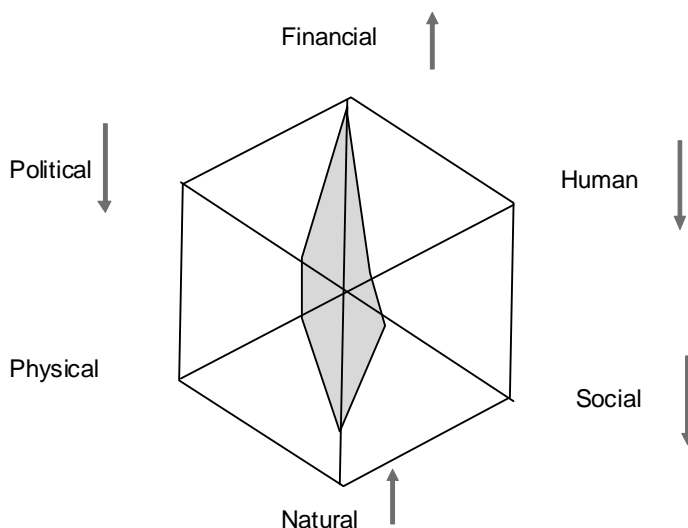 Financial
Political
Human
Physical
Social
Natural